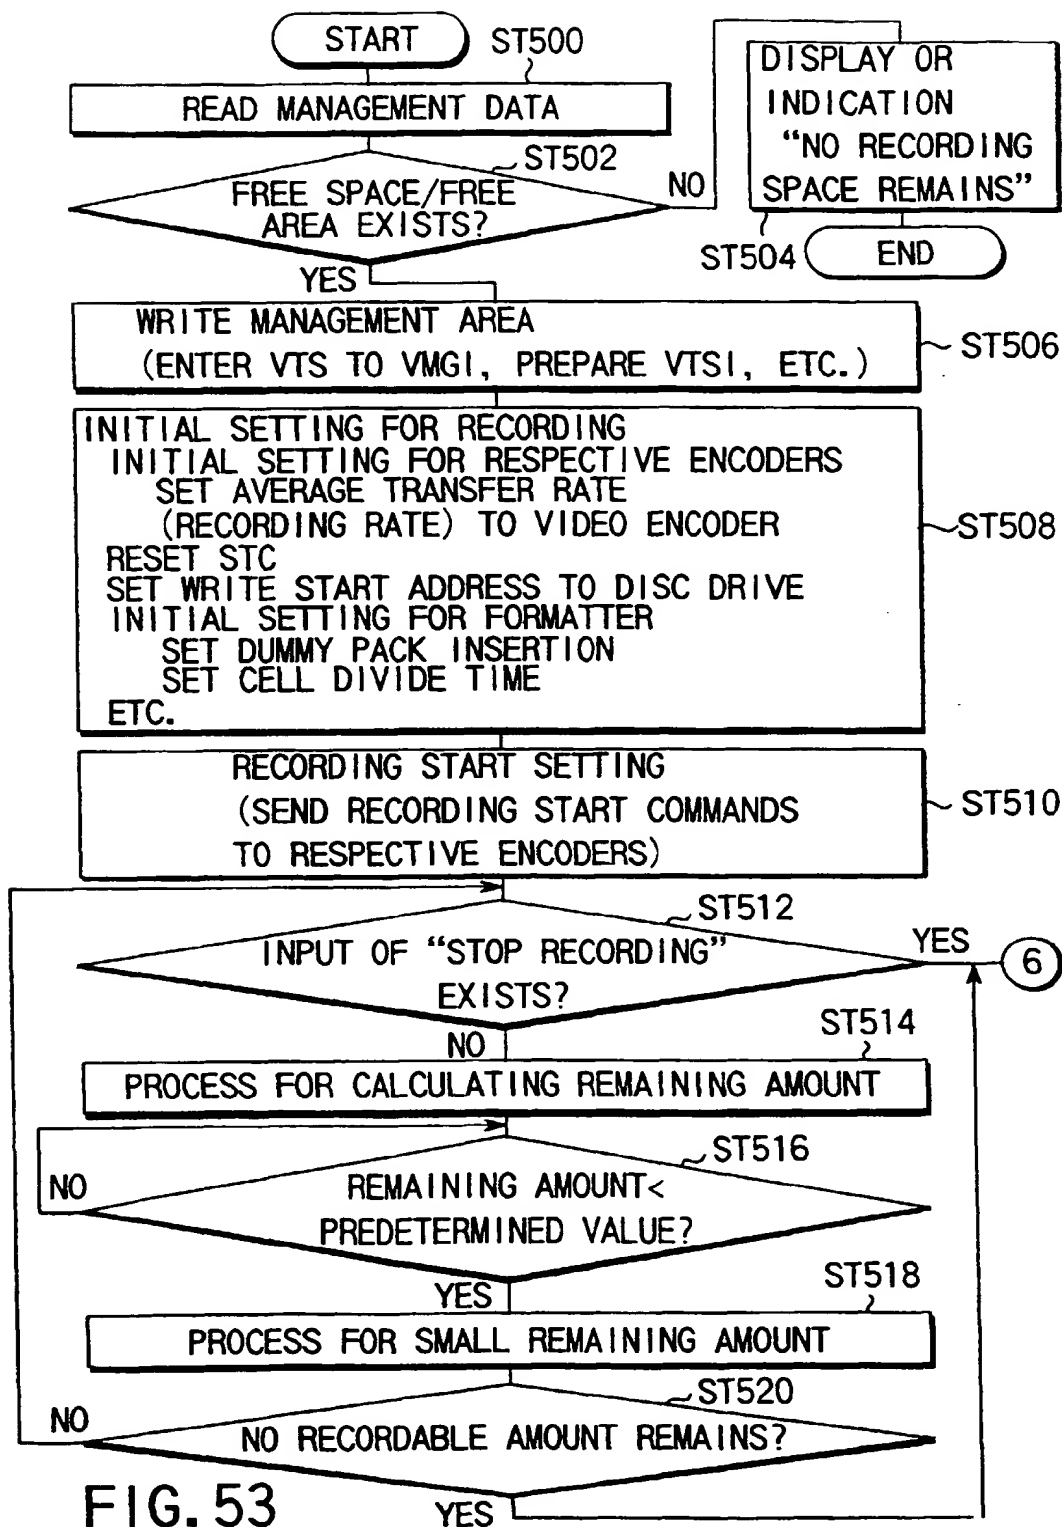 START
ST500
READ MANAGEMENT DATA
ST502
FREE SPACE/FREE
AREA EXISTS?
NO
DISPLAY OR
INDICATION
"NO RECORDING
SPACE REMAINS"
ST504
END
YES
WRITE MANAGEMENT AREA
(ENTER VTS TO VMGI, PREPARE VTSI, ETC.)
ST506
INITIAL SETTING FOR RECORDING
INITIAL SETTING FOR RESPECTIVE ENCODERS
SET AVERAGE TRANSFER RATE
(RECORDING RATE) TO VIDEO ENCODER
RESET STC
SET WRITE START ADDRESS TO DISC DRIVE
INITIAL SETTING FOR FORMATTER
SET DUMMY PACK INSERTION
SET CELL DIVIDE TIME
ETC.
ST508
RECORDING START SETTING
(SEND RECORDING START COMMANDS
TO RESPECTIVE ENCODERS)
ST510
ST512
INPUT OF "STOP RECORDING"
EXISTS?
YES
6
NO
ST514
PROCESS FOR CALCULATING REMAINING AMOUNT
ST516
NO
REMAINING AMOUNT<
PREDETERMINED VALUE?
YES
ST518
PROCESS FOR SMALL REMAINING AMOUNT
ST520
NO
NO RECORDABLE AMOUNT REMAINS?
YES
FIG. 53